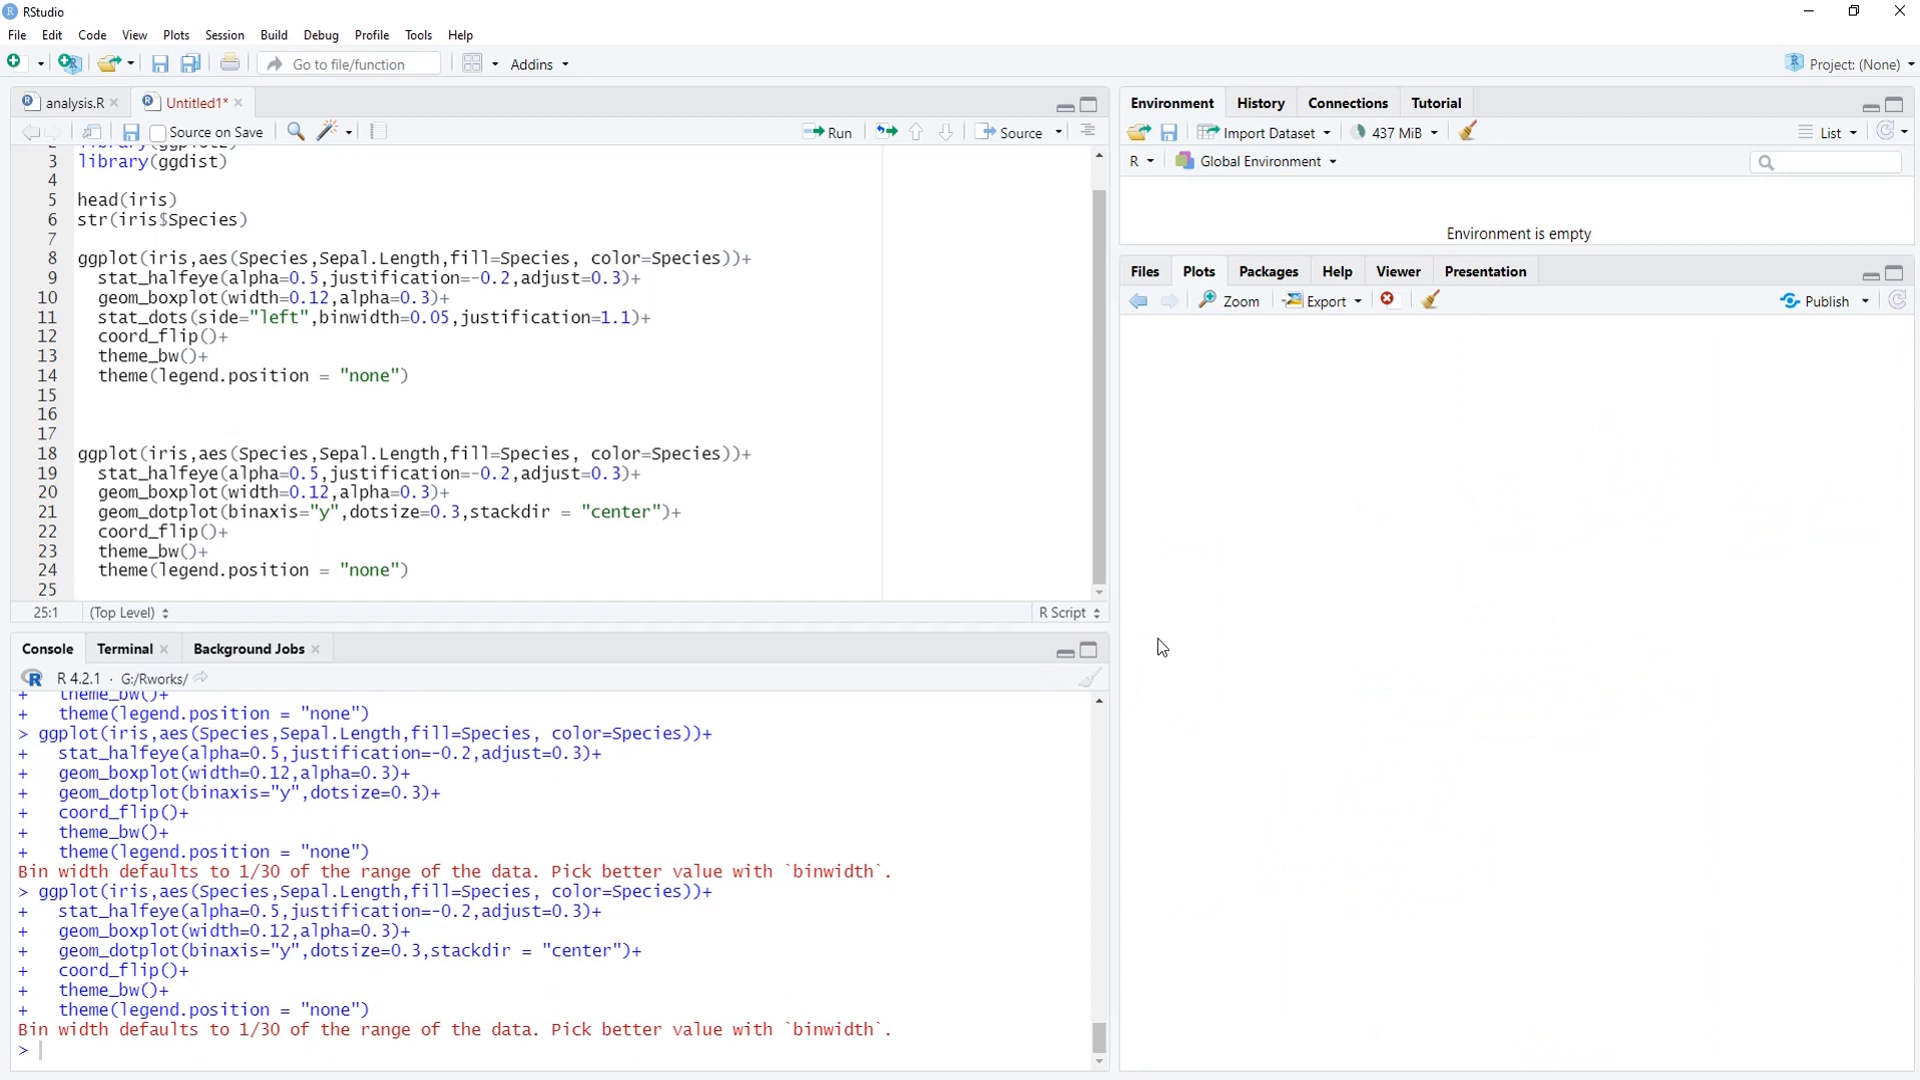 RStudio
File Edit Code View Plots Session Build Debug Profile Tools Help
Go to file/function Addins Project: (None)
analysis.R Untitled1*
Source on Save Run Source
3 library(ggdist)
4
5 head(iris)
6 str(iris$Species)
7
8 ggplot(iris,aes(Species,Sepal.Length,fill=Species, color=Species))+
9 stat_halfeye(alpha=0.5,justification=-0.2,adjust=0.3)+
10 geom_boxplot(width=0.12,alpha=0.3)+
11 stat_dots(side="left",binwidth=0.05,justification=1.1)+
12 coord_flip()+
13 theme_bw()+
14 theme(legend.position = "none")
15
16
17
18 ggplot(iris,aes(Species,Sepal.Length,fill=Species, color=Species))+
19 stat_halfeye(alpha=0.5,justification=-0.2,adjust=0.3)+
20 geom_boxplot(width=0.12,alpha=0.3)+
21 geom_dotplot(binaxis="y",dotsize=0.3,stackdir = "center")+
22 coord_flip()+
23 theme_bw()+
24 theme(legend.position = "none")
25
25:1 (Top Level) R Script
Console Terminal Background Jobs
R 4.2.1 · G:/Rworks/
+ theme_bw()+
+ theme(legend.position = "none")
> ggplot(iris,aes(Species,Sepal.Length,fill=Species, color=Species))+
+ stat_halfeye(alpha=0.5,justification=-0.2,adjust=0.3)+
+ geom_boxplot(width=0.12,alpha=0.3)+
+ geom_dotplot(binaxis="y",dotsize=0.3)+
+ coord_flip()+
+ theme_bw()+
+ theme(legend.position = "none")
Bin width defaults to 1/30 of the range of the data. Pick better value with `binwidth`.
> ggplot(iris,aes(Species,Sepal.Length,fill=Species, color=Species))+
+ stat_halfeye(alpha=0.5,justification=-0.2,adjust=0.3)+
+ geom_boxplot(width=0.12,alpha=0.3)+
+ geom_dotplot(binaxis="y",dotsize=0.3,stackdir = "center")+
+ coord_flip()+
+ theme_bw()+
+ theme(legend.position = "none")
Bin width defaults to 1/30 of the range of the data. Pick better value with `binwidth`.
>
Environment History Connections Tutorial
Import Dataset 437 MiB List
R Global Environment
Environment is empty
Files Plots Packages Help Viewer Presentation
Zoom Export Publish